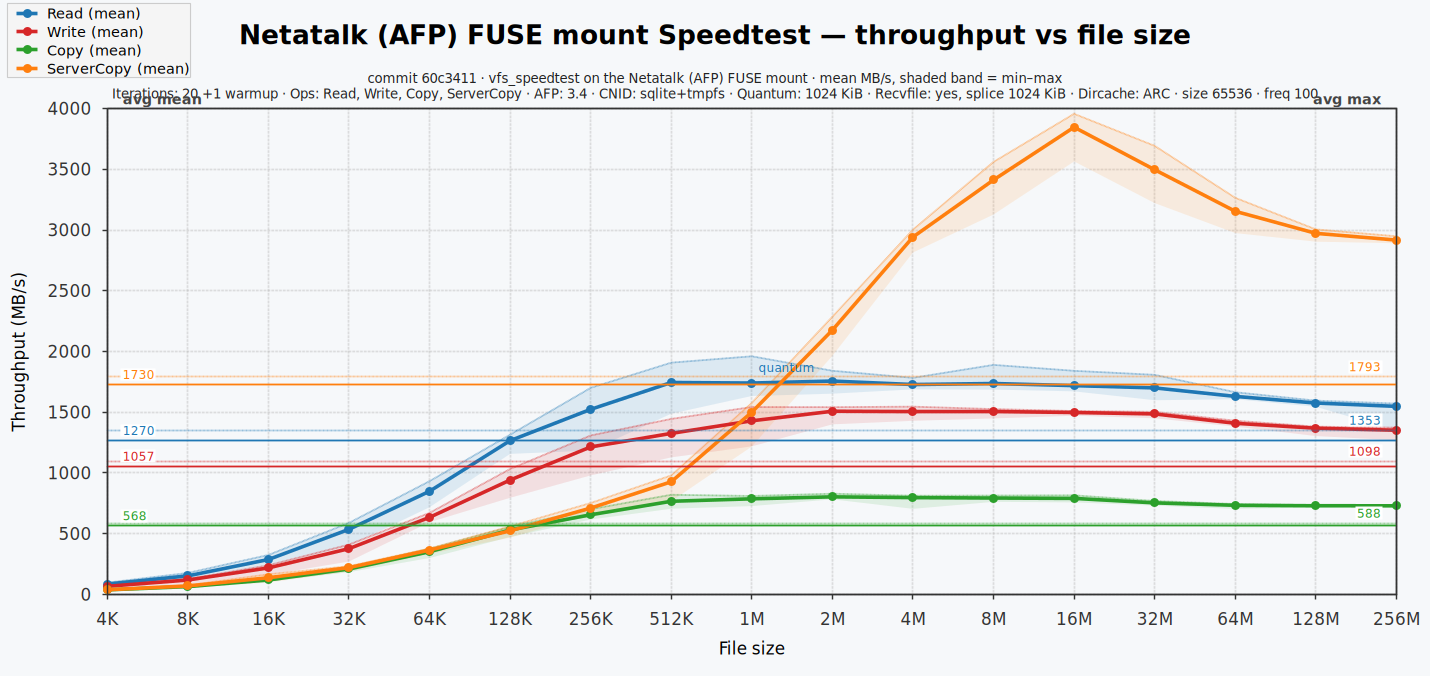 Read (mean)
Write (mean)
Copy (mean)
ServerCopy (mean)
Netatalk (AFP) FUSE mount Speedtest — throughput vs file size
commit 60c3411 · vfs_speedtest on the Netatalk (AFP) FUSE mount · mean MB/s, shaded band = min–max
Iterations: 20 +1 warmup · Ops: Read, Write, Copy, ServerCopy · AFP: 3.4 · CNID: sqlite+tmpfs · Quantum: 1024 KiB · Recvfile: yes, splice 1024 KiB · Dircache: ARC · size 65536 · freq 100
avg mean
avg max
4000
3500
3000
2500
2000
1500
1000
500
0
Throughput (MB/s)
quantum
1730
1793
1270
1353
1057
1098
568
588
4K 8K 16K 32K 64K 128K 256K 512K 1M 2M 4M 8M 16M 32M 64M 128M 256M
File size